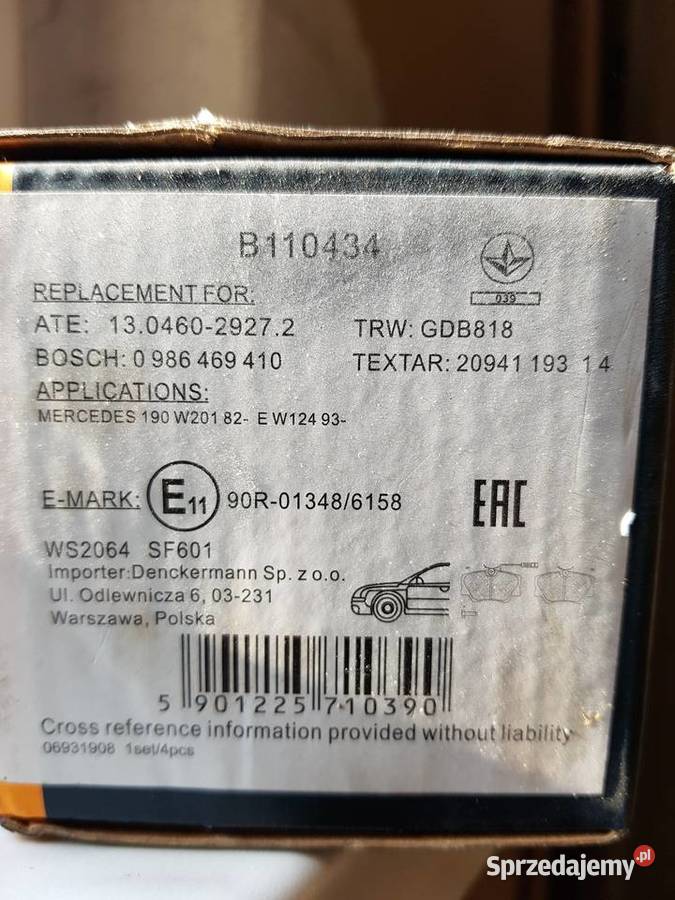 B110434
039
REPLACEMENT FOR:
ATE: 13.0460-2927.2 TRW: GDB818
BOSCH: 0 986 469 410 TEXTAR: 20941 193 1 4
APPLICATIONS:
MERCEDES 190 W201 82- E W124 93-
E-MARK: E11 90R-01348/6158 EAC
WS2064 SF601
Importer:Denckermann Sp. z o.o.
Ul. Odlewnicza 6, 03-231
Warszawa, Polska
5 901225 710390
Cross reference information provided without liability
06931908 1set/4pcs
Sprzedajemy.pl